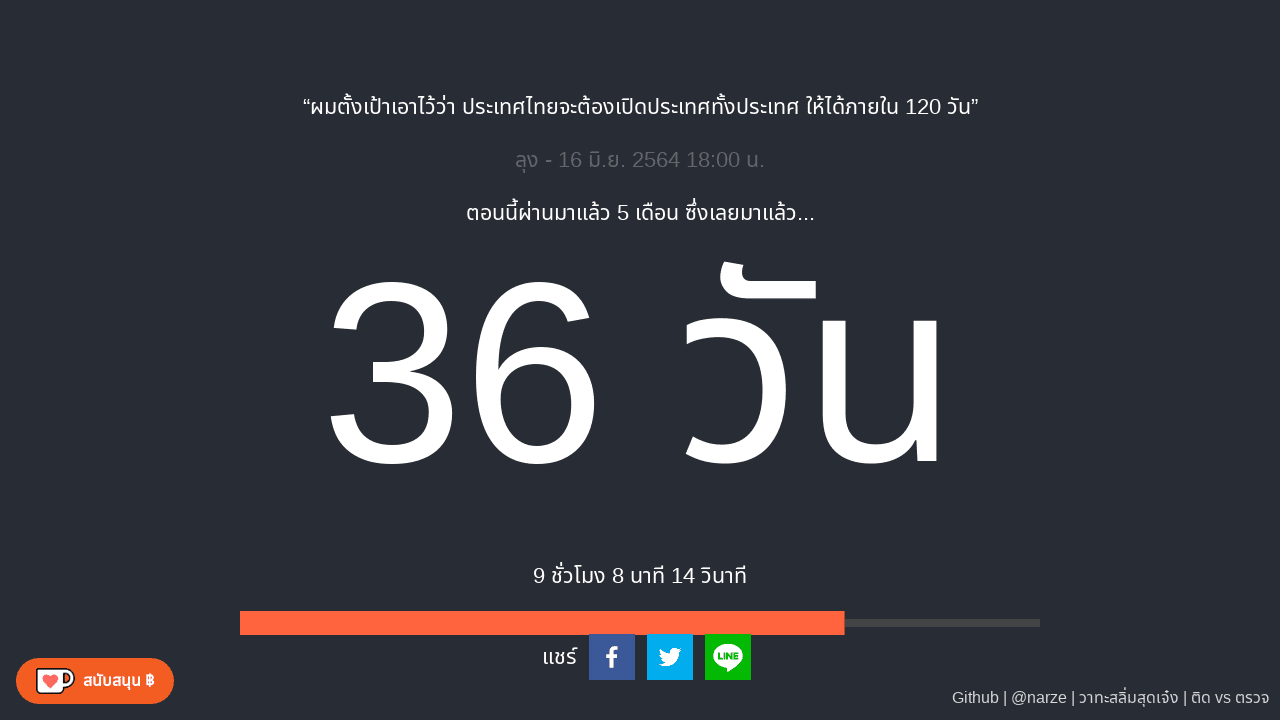 “ผมตั้งเป้าเอาไว้ว่า ประเทศไทยจะต้องเปิดประเทศทั้งประเทศ ให้ได้ภายใน 120 วัน”
ลุง - 16 มิ.ย. 2564 18:00 น.
ตอนนี้ผ่านมาแล้ว 5 เดือน ซึ่งเลยมาแล้ว...
36 วัน
9 ชั่วโมง 8 นาที 14 วินาที
แชร์
LINE
สนับสนุน ฿
Github | @narze | วาทะสลิ่มสุดเจ๋ง | ติด vs ตรวจ